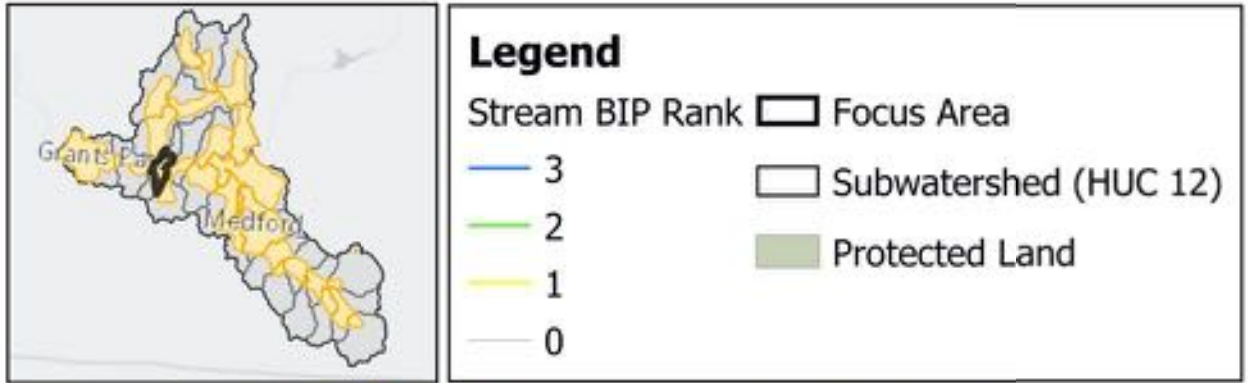 Grants Pa
Medford
Legend
Stream BIP Rank
3
2
1
0
Focus Area
Subwatershed (HUC 12)
Protected Land